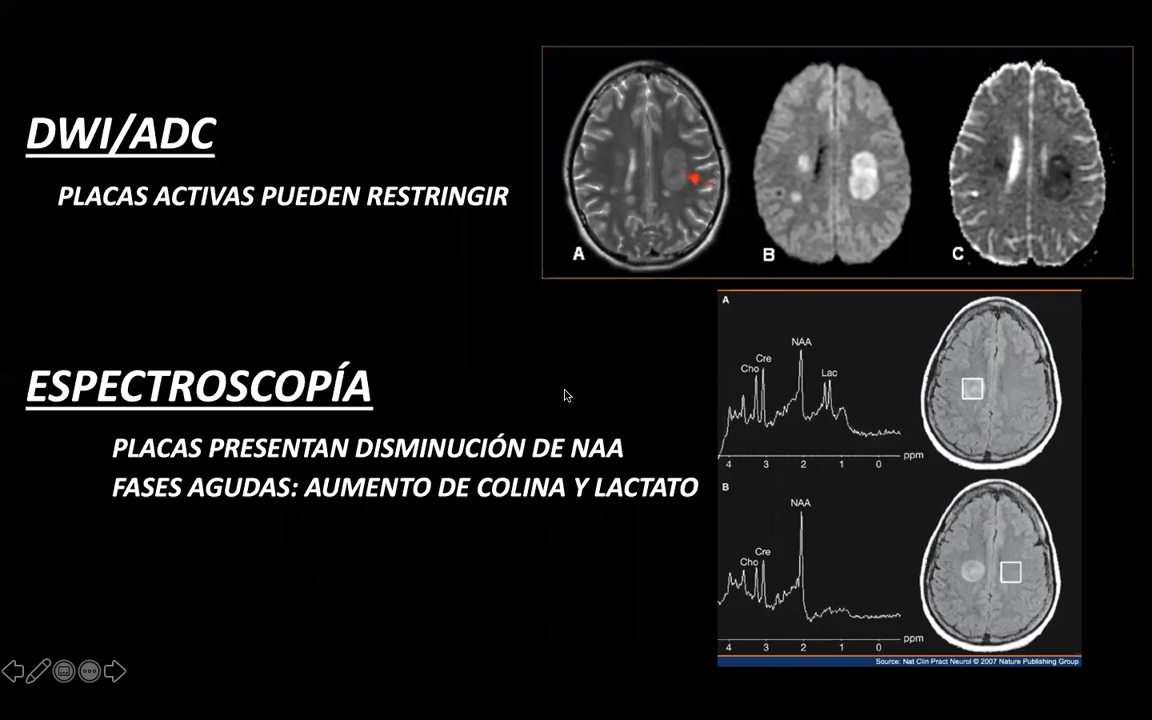 DWI/ADC
PLACAS ACTIVAS PUEDEN RESTRINGIR
A
B
C
ESPECTROSCOPÍA
PLACAS PRESENTAN DISMINUCIÓN DE NAA
FASES AGUDAS: AUMENTO DE COLINA Y LACTATO
A
NAA
Cre
Cho
Lac
4 3 2 1 0 ppm
B
NAA
Cre
Cho
4 3 2 1 0 ppm
Source: Nat Clin Pract Neurol © 2007 Nature Publishing Group